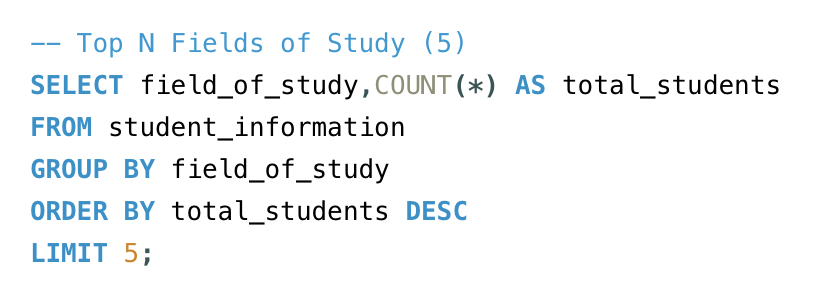 -- Top N Fields of Study (5)
SELECT field_of_study,COUNT(*) AS total_students
FROM student_information
GROUP BY field_of_study
ORDER BY total_students DESC
LIMIT 5;